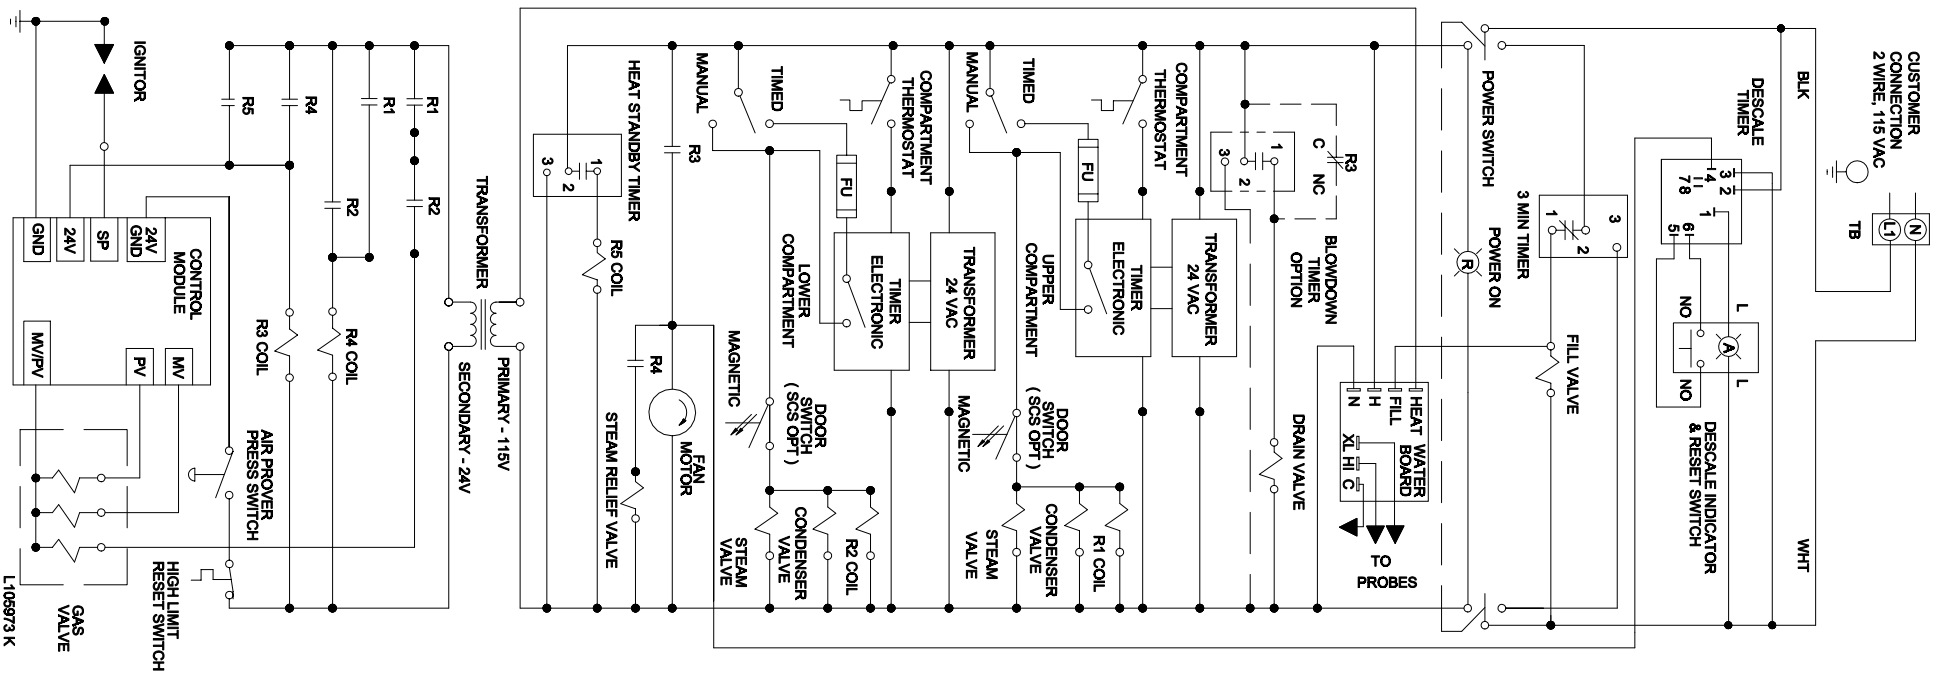 CUSTOMER
CONNECTION
2 WIRE, 115 VAC
N
L1
TB
BLK
WHT
DESCALE
TIMER
3
2
4
7
8
1
6
5
L
A
L
NO
NO
DESCALE INDICATOR
& RESET SWITCH
3 MIN TIMER
3
2
1
FILL VALVE
POWER SWITCH
POWER ON
R
HEAT
FILL
H
N
WATER
BOARD
XL
HI
C
TO
PROBES
R3
C
NC
1
2
3
BLOWDOWN
TIMER
OPTION
DRAIN VALVE
COMPARTMENT
THERMOSTAT
TRANSFORMER
24 VAC
TIMER
ELECTRONIC
FU
TIMED
MANUAL
UPPER
COMPARTMENT
DOOR
SWITCH
( SCS OPT )
MAGNETIC
R1 COIL
CONDENSER
VALVE
STEAM
VALVE
COMPARTMENT
THERMOSTAT
TRANSFORMER
24 VAC
TIMER
ELECTRONIC
FU
TIMED
MANUAL
LOWER
COMPARTMENT
DOOR
SWITCH
( SCS OPT )
MAGNETIC
R2 COIL
CONDENSER
VALVE
STEAM
VALVE
R3
FAN
MOTOR
R4
STEAM RELIEF VALVE
HEAT STANDBY TIMER
1
2
3
R5 COIL
PRIMARY - 115V
TRANSFORMER
SECONDARY - 24V
R1
R2
R1
R2
R4 COIL
R4
R3 COIL
R5
IGNITOR
CONTROL
MODULE
24V
GND
SP
24V
GND
MV
PV
MV/PV
AIR PROVER
PRESS SWITCH
HIGH LIMIT
RESET SWITCH
GAS
VALVE
L105973 K